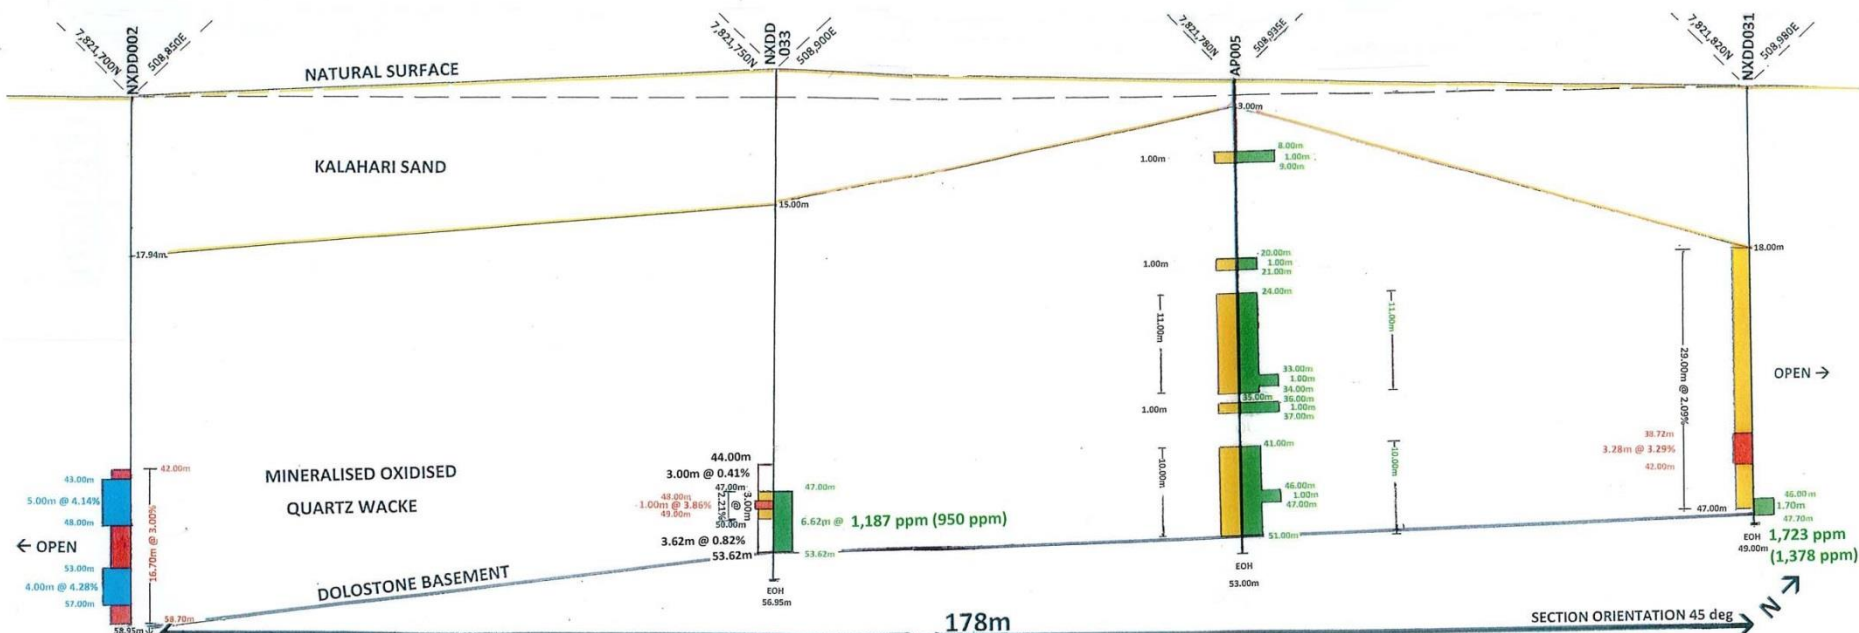 7,821,700N
NXDD002
508,850E
7,821,750N
NXDD
033
508,900E
7,821,780N
AP005
508,935E
7,821,820N
NXDD031
508,980E
NATURAL SURFACE
3.00m
KALAHARI SAND
1.00m
8.00m
1.00m
9.00m
15.00m
17.94m
18.00m
1.00m
20.00m
1.00m
21.00m
24.00m
11.00m
11.00m
29.00m @ 2.09%
33.00m
1.00m
34.00m
OPEN →
35.00m
36.00m
1.00m
1.00m
37.00m
38.72m
3.28m @ 3.29%
42.00m
41.00m
10.00m
10.00m
46.00m
1.00m
47.00m
51.00m
42.00m
43.00m
5.00m @ 4.14%
48.00m
16.70m @ 3.00%
← OPEN
53.00m
4.00m @ 4.28%
57.00m
58.70m
58.95m
MINERALISED OXIDISED
QUARTZ WACKE
44.00m
3.00m @ 0.41%
47.00m
47.00m
48.00m
1.00m @ 3.86%
49.00m
3.00m
@
2.21%
50.00m
6.62m @ 1,187 ppm (950 ppm)
3.62m @ 0.82%
53.62m
53.62m
DOLOSTONE BASEMENT
EOH
56.95m
EOH
53.00m
47.00m
46.00m
1.70m
47.70m
EOH
49.00m
1,723 ppm
(1,378 ppm)
178m
SECTION ORIENTATION 45 deg
N